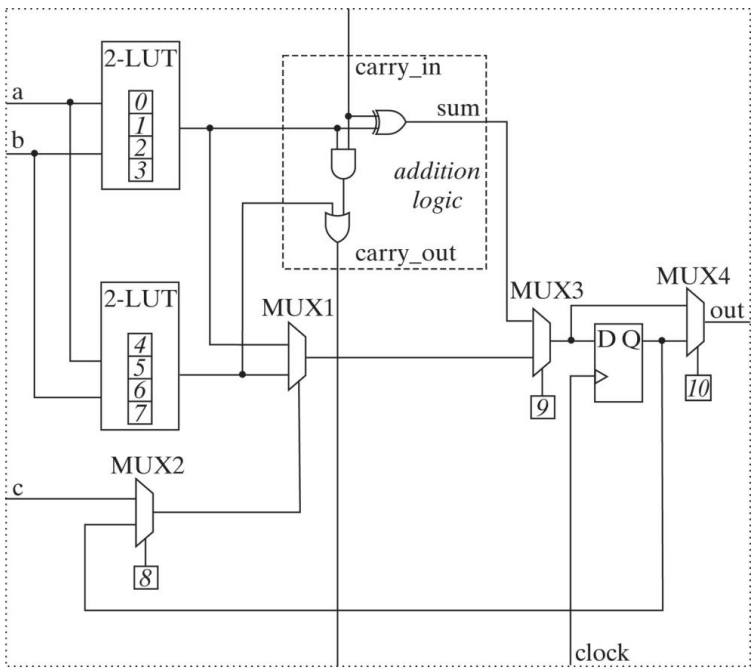 2-LUT
a
0
1
b
2
3
carry_in
sum
addition
logic
carry_out
2-LUT
4
5
6
7
MUX1
MUX3
MUX4
out
D Q
9
10
MUX2
c
8
clock